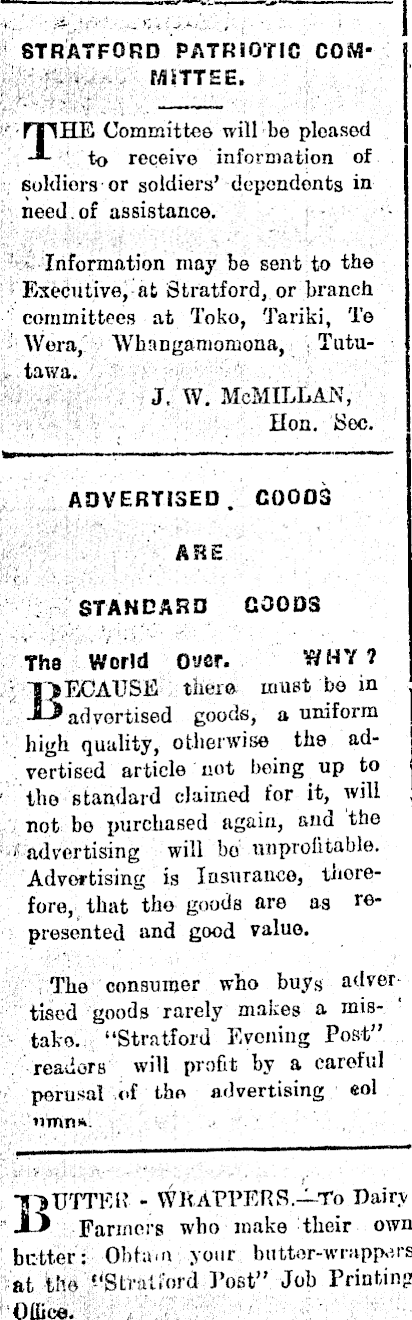 STRATFORD PATRIOTIC COM-
MITTEE.
THE Committee will be pleased
to receive information of
soldiers or soldiers' dependents in
need of assistance.
Information may be sent to the
Executive, at Stratford, or branch
committees at Toko, Tariki, Te
Wera, Whangamomona, Tutu-
tawa.
J. W. McMILLAN,
Hon. Sec.
ADVERTISED GOODS
ARE
STANDARD GOODS
The World Over. WHY?
BECAUSE there must be in
advertised goods, a uniform
high quality, otherwise the ad-
vertised article not being up to
the standard claimed for it, will
not be purchased again, and the
advertising will be unprofitable.
Advertising is Insurance, there-
fore, that the goods are as re-
presented and good value.
The consumer who buys adver-
tised goods rarely makes a mis-
take. "Stratford Evening Post"
readors will profit by a careful
perusal of the advertising col
umns.
BUTTER - WRAPPERS.—To Dairy
Farmers who make their own
butter: Obtain your butter-wrappers
at the "Stratford Post" Job Printing
Office.